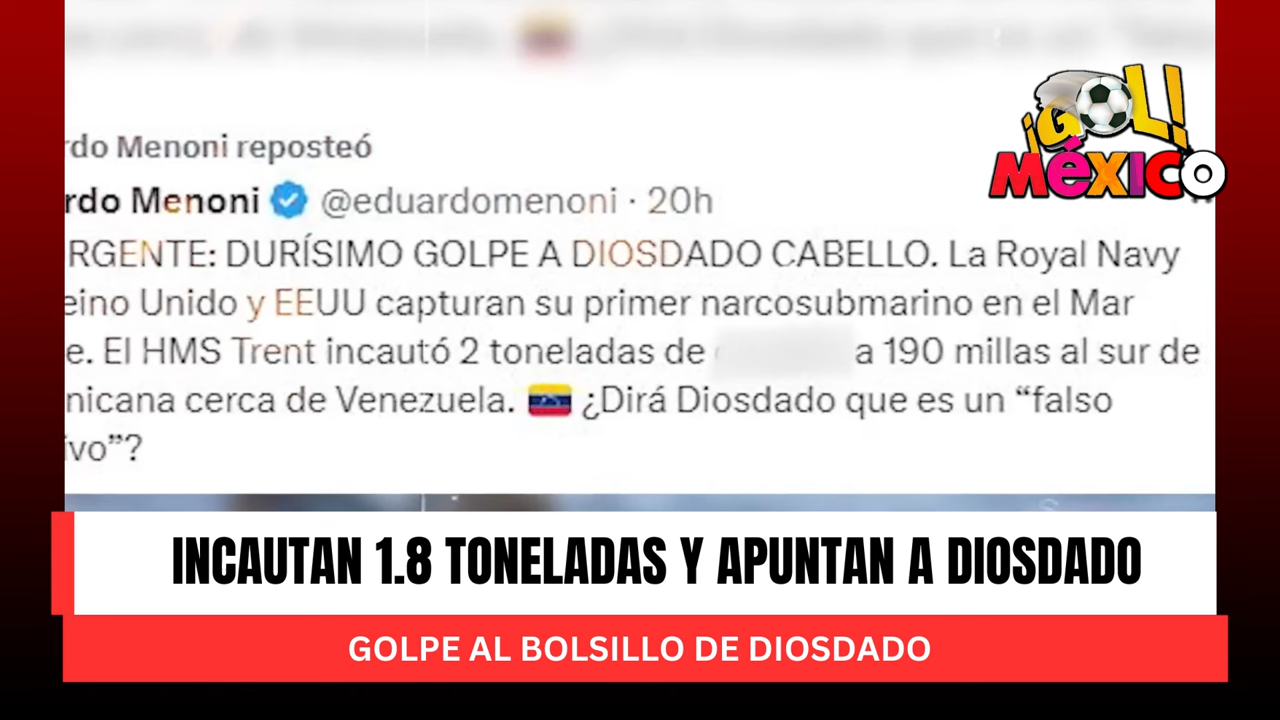 rdo Menoni reposteó
rdo Menoni @eduardomenoni · 20h
RGENTE: DURÍSIMO GOLPE A DIOSDADO CABELLO. La Royal Navy
eino Unido y EEUU capturan su primer narcosubmarino en el Mar
e. El HMS Trent incautó 2 toneladas de a 190 millas al sur de
nicana cerca de Venezuela. ¿Dirá Diosdado que es un “falso
ivo”?
¡GOL!
MéXICO
INCAUTAN 1.8 TONELADAS Y APUNTAN A DIOSDADO
GOLPE AL BOLSILLO DE DIOSDADO